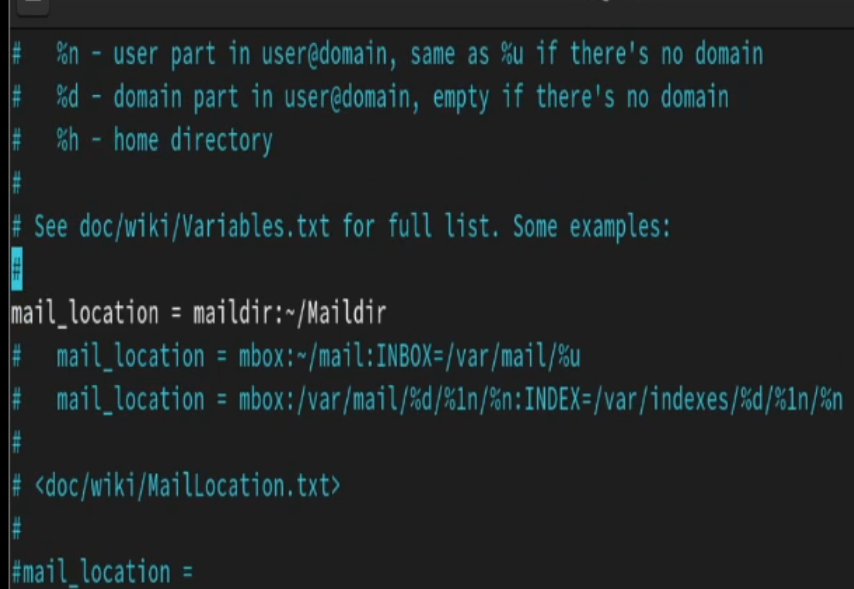 #   %n - user part in user@domain, same as %u if there's no domain
#   %d - domain part in user@domain, empty if there's no domain
#   %h - home directory
#
# See doc/wiki/Variables.txt for full list. Some examples:
#
mail_location = maildir:~/Maildir
#   mail_location = mbox:~/mail:INBOX=/var/mail/%u
#   mail_location = mbox:/var/mail/%d/%1n/%n:INDEX=/var/indexes/%d/%1n/%n
#
# <doc/wiki/MailLocation.txt>
#
#mail_location =